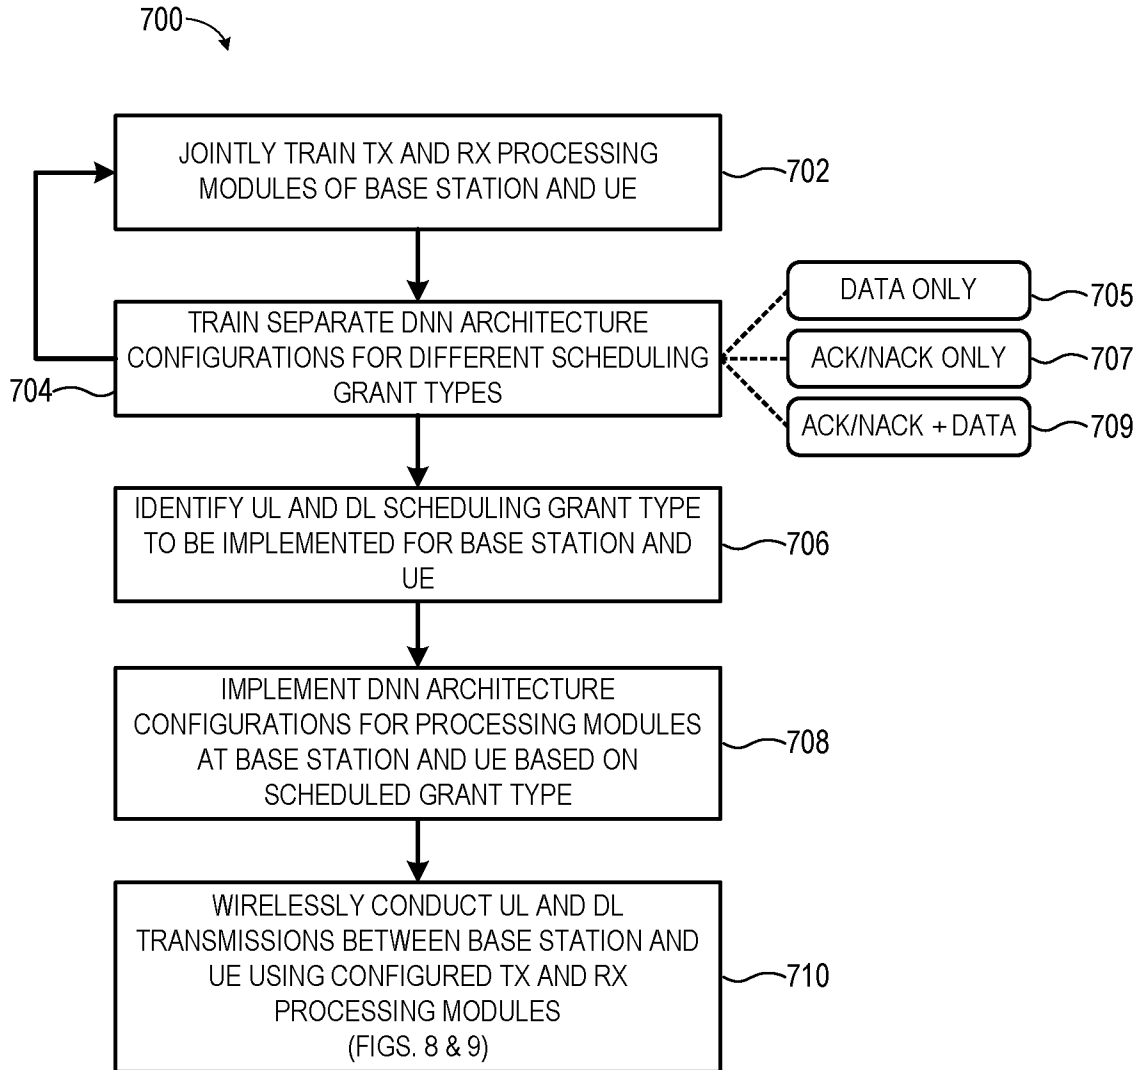 700
JOINTLY TRAIN TX AND RX PROCESSING
MODULES OF BASE STATION AND UE
702
TRAIN SEPARATE DNN ARCHITECTURE
CONFIGURATIONS FOR DIFFERENT SCHEDULING
GRANT TYPES
704
DATA ONLY
705
ACK/NACK ONLY
707
ACK/NACK + DATA
709
IDENTIFY UL AND DL SCHEDULING GRANT TYPE
TO BE IMPLEMENTED FOR BASE STATION AND
UE
706
IMPLEMENT DNN ARCHITECTURE
CONFIGURATIONS FOR PROCESSING MODULES
AT BASE STATION AND UE BASED ON
SCHEDULED GRANT TYPE
708
WIRELESSLY CONDUCT UL AND DL
TRANSMISSIONS BETWEEN BASE STATION AND
UE USING CONFIGURED TX AND RX
PROCESSING MODULES
(FIGS. 8 & 9)
710